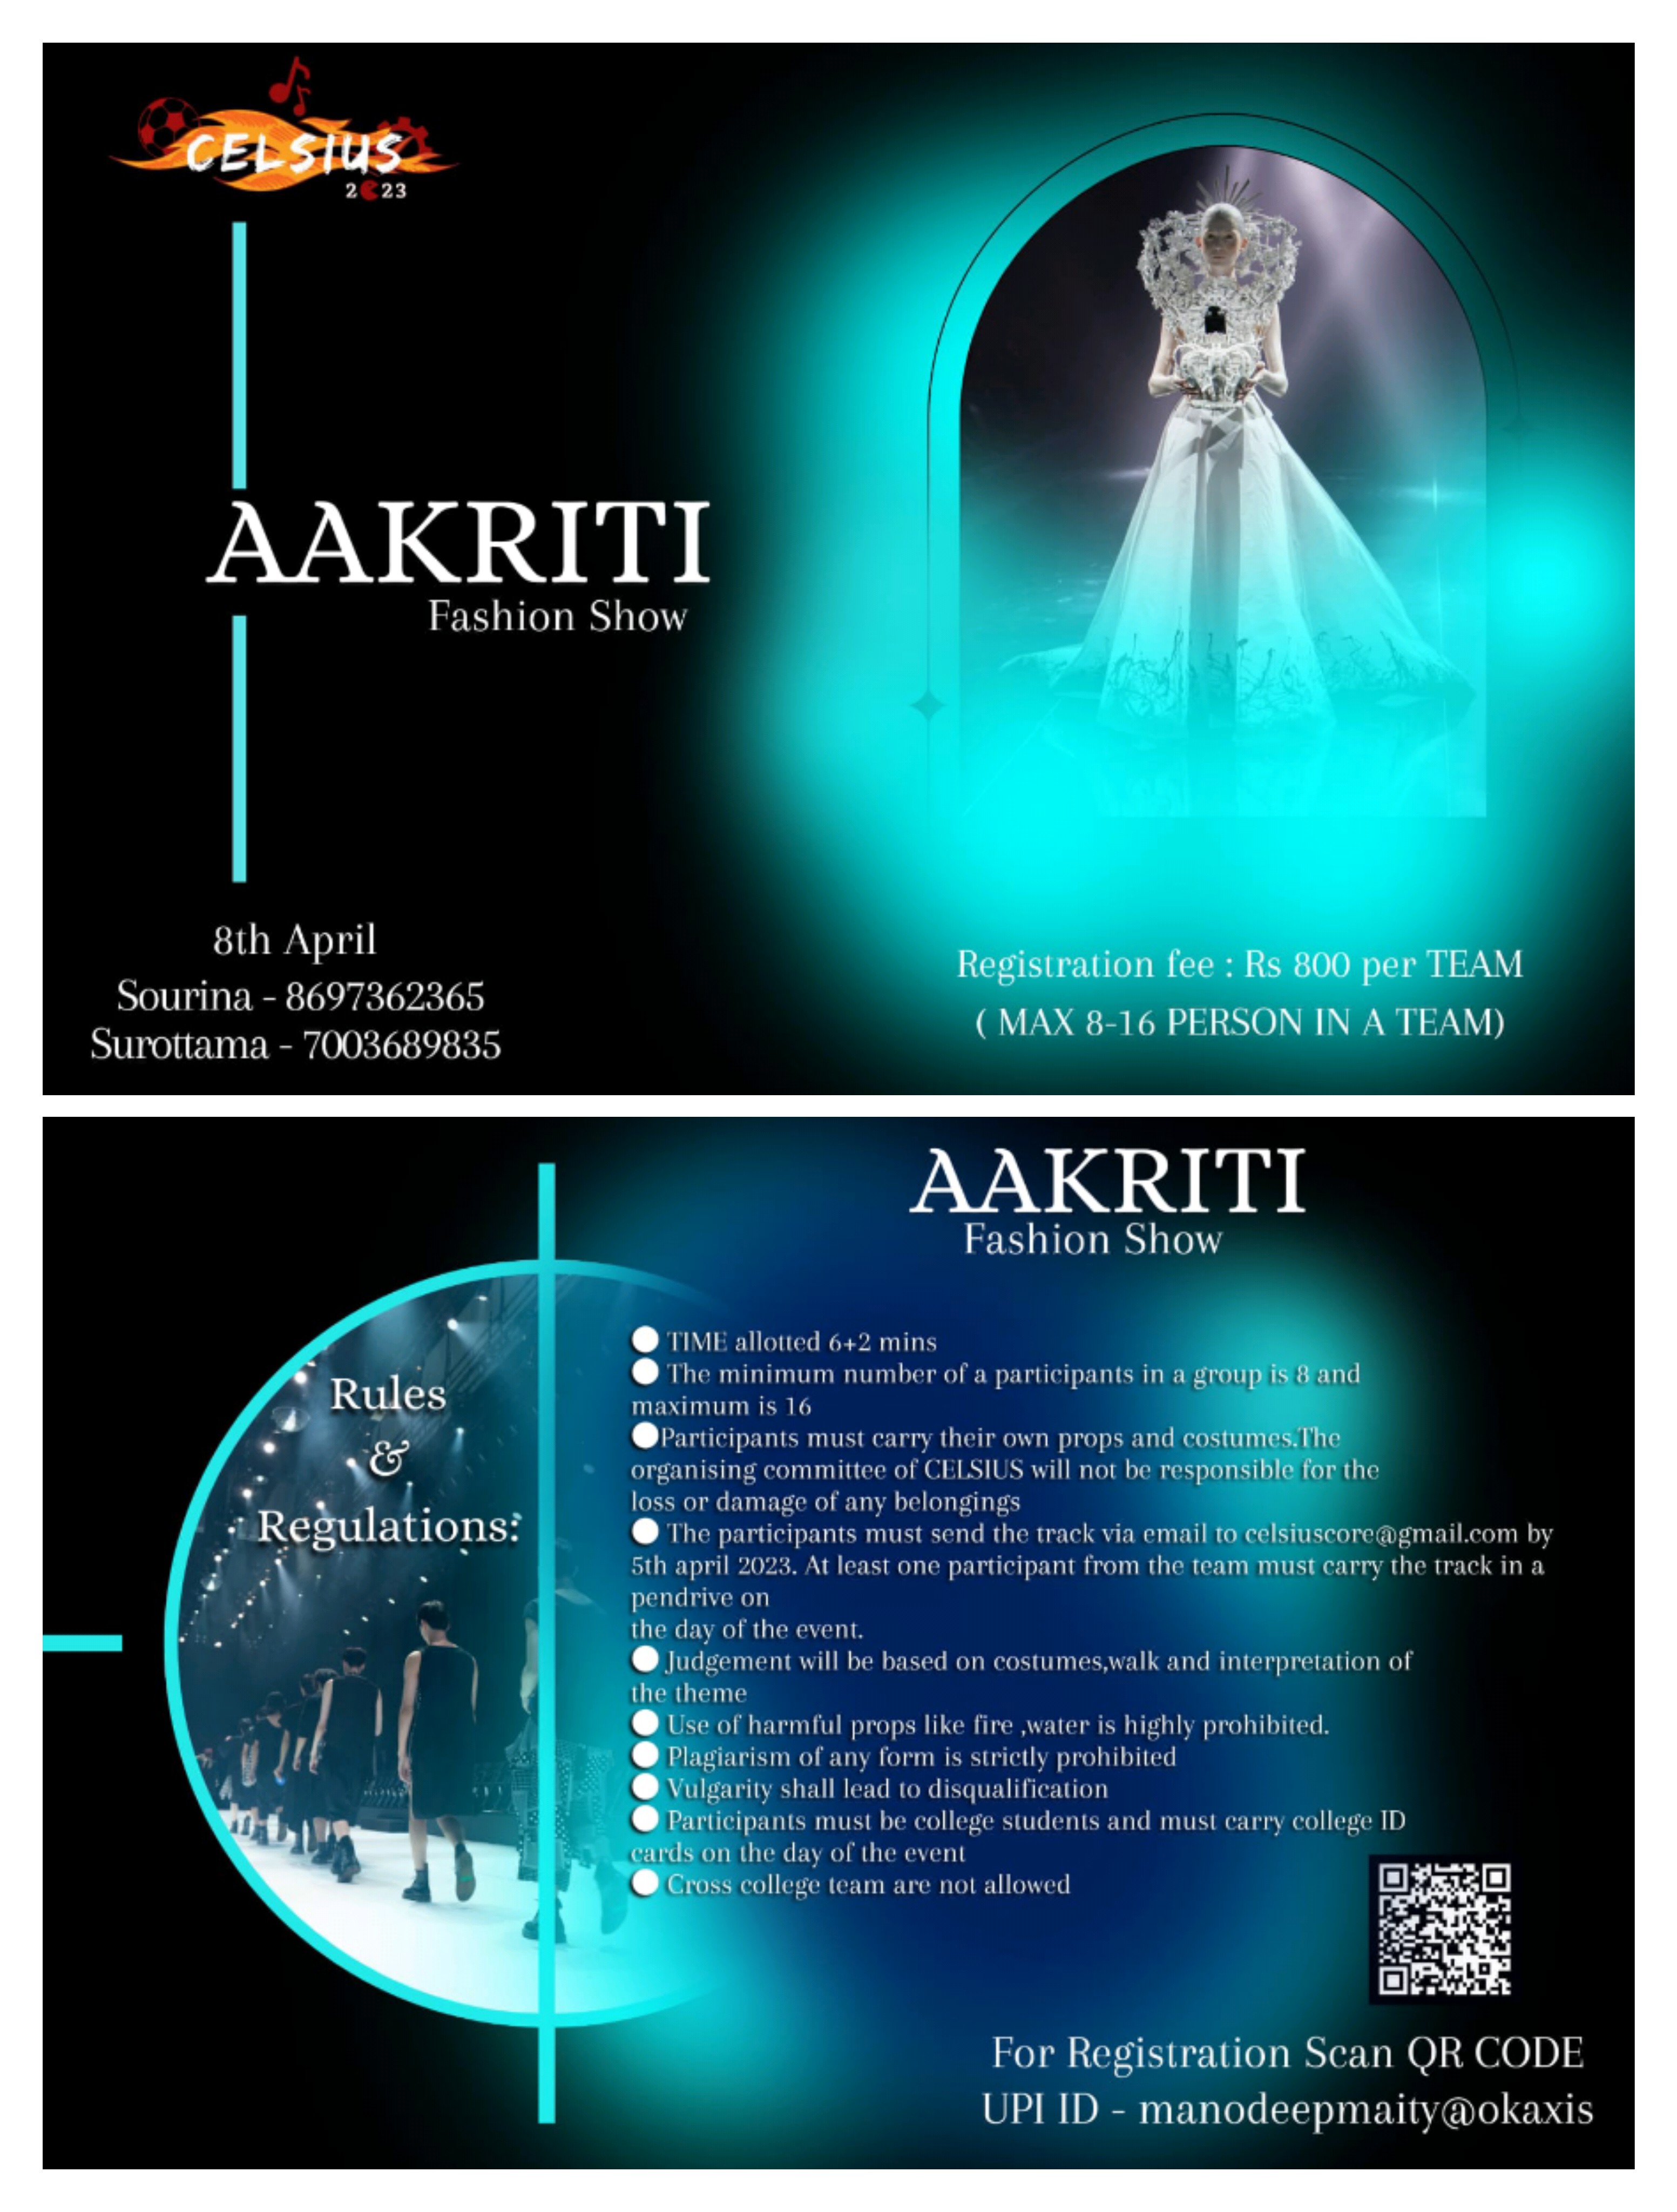 CELSIUS
2023
AAKRITI
Fashion Show
8th April
Sourina - 8697362365
Surottama - 7003689835
Registration fee : Rs 800 per TEAM
( MAX 8-16 PERSON IN A TEAM)
AAKRITI
Fashion Show
Rules
&
Regulations:
● TIME allotted 6+2 mins
● The minimum number of a participants in a group is 8 and
maximum is 16
●Participants must carry their own props and costumes.The
organising committee of CELSIUS will not be responsible for the
loss or damage of any belongings
● The participants must send the track via email to celsiuscore@gmail.com by
5th april 2023. At least one participant from the team must carry the track in a
pendrive on
the day of the event.
● Judgement will be based on costumes,walk and interpretation of
the theme
● Use of harmful props like fire ,water is highly prohibited.
● Plagiarism of any form is strictly prohibited
● Vulgarity shall lead to disqualification
● Participants must be college students and must carry college ID
cards on the day of the event
● Cross college team are not allowed
For Registration Scan QR CODE
UPI ID - manodeepmaity@okaxis